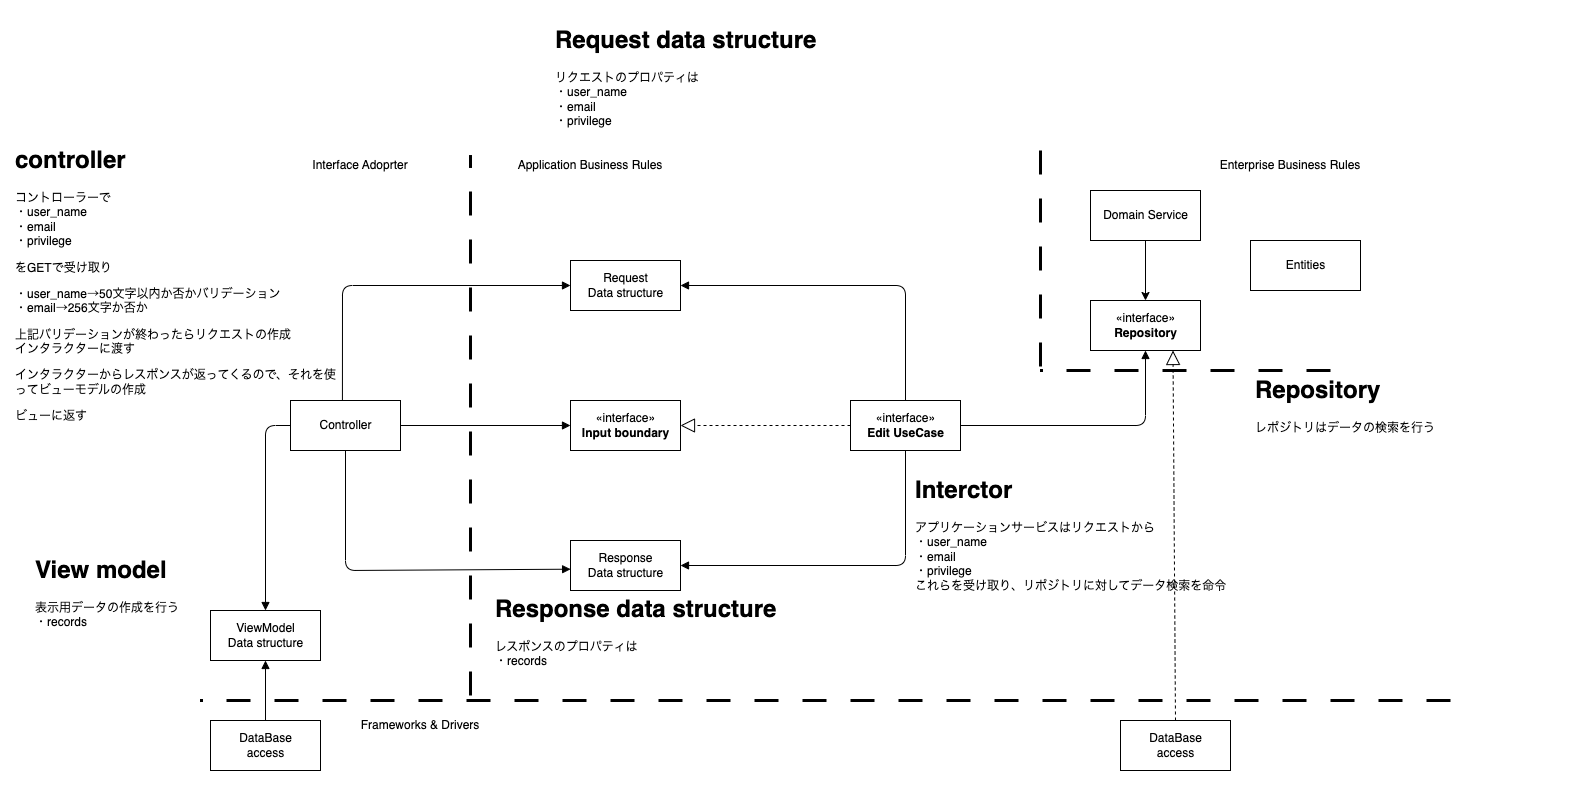 Request data structure
リクエストのプロパティは
・user_name
・email
・privilege
controller
コントローラーで
・user_name
・email
・privilege
をGETで受け取り
・user_name→50文字以内か否かバリデーション
・email→256文字か否か
上記バリデーションが終わったらリクエストの作成
インタラクターに渡す
インタラクターからレスポンスが返ってくるので、それを使
ってビューモデルの作成
ビューに返す
Interface Adoprter
Application Business Rules
Enterprise Business Rules
Domain Service
Entities
Request
Data structure
«interface»
Repository
Repository
レポジトリはデータの検索を行う
Controller
«interface»
Input boundary
«interface»
Edit UseCase
Interctor
アプリケーションサービスはリクエストから
・user_name
・email
・privilege
これらを受け取り、リポジトリに対してデータ検索を命令
Response
Data structure
Response data structure
レスポンスのプロパティは
・records
View model
表示用データの作成を行う
・records
ViewModel
Data structure
Frameworks & Drivers
DataBase
access
DataBase
access